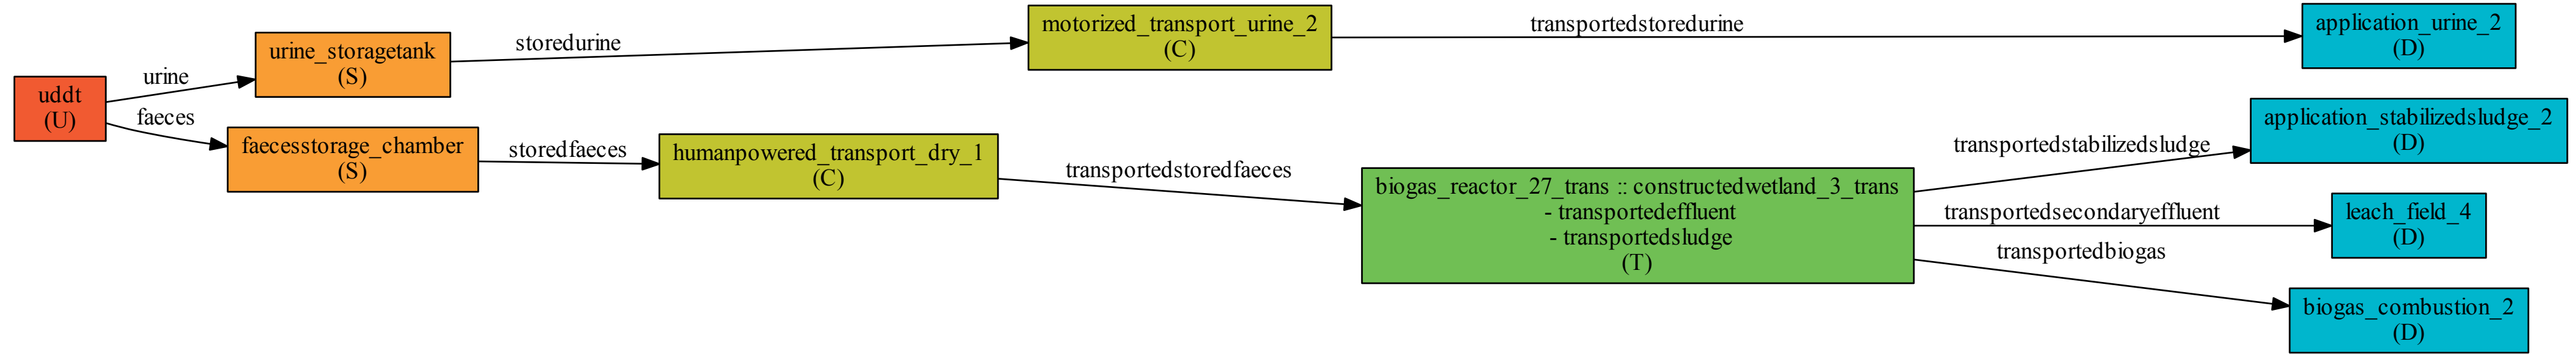 uddt
(U)
urine
faeces
urine_storagetank
(S)
faecesstorage_chamber
(S)
storedurine
storedfaeces
motorized_transport_urine_2
(C)
humanpowered_transport_dry_1
(C)
transportedstoredurine
transportedstoredfaeces
biogas_reactor_27_trans :: constructedwetland_3_trans
- transportedeffluent
- transportedsludge
(T)
transportedstabilizedsludge
transportedsecondaryeffluent
transportedbiogas
application_urine_2
(D)
application_stabilizedsludge_2
(D)
leach_field_4
(D)
biogas_combustion_2
(D)